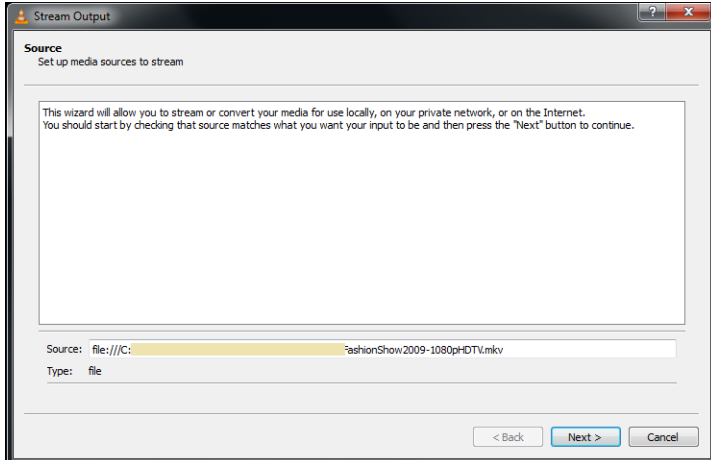 Stream Output
Source
Set up media sources to stream
This wizard will allow you to stream or convert your media for use locally, on your private network, or on the Internet.
You should start by checking that source matches what you want your input to be and then press the "Next" button to continue.
Source: file:///C: FashionShow2009-1080pHDTV.mkv
Type: file
< Back Next > Cancel